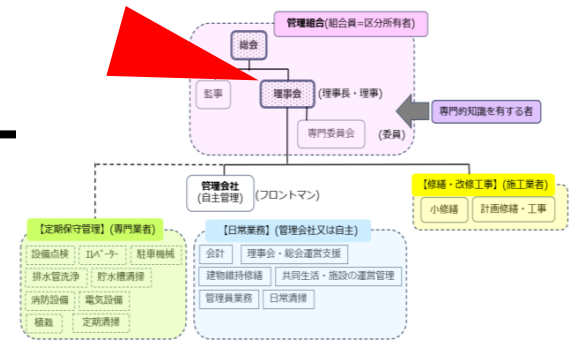 管理組合(組合員=区分所有者)
総会
監事
理事会
(理事長・理事)
専門的知識を有する者
専門委員会
(委員)
管理会社
(自主管理)
(フロントマン)
【修繕・改修工事】(施工業者)
小修繕
計画修繕・工事
【定期保守管理】(専門業者)
設備点検
エレベーター
駐車機械
排水管洗浄
貯水槽清掃
消防設備
電気設備
植栽
定期清掃
【日常業務】(管理会社又は自主)
会計
理事会・総会運営支援
建物維持修繕
共同生活・施設の運営管理
管理員業務
日常清掃